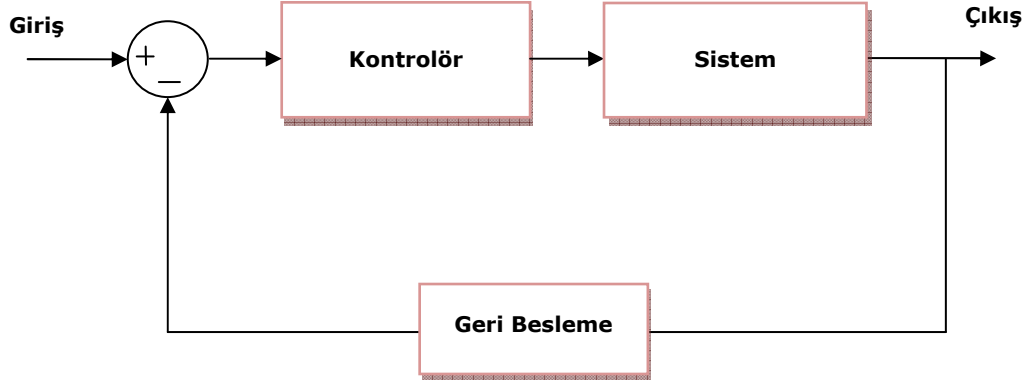 Giriş
Çıkış
+
−
Kontrolör
Sistem
Geri Besleme